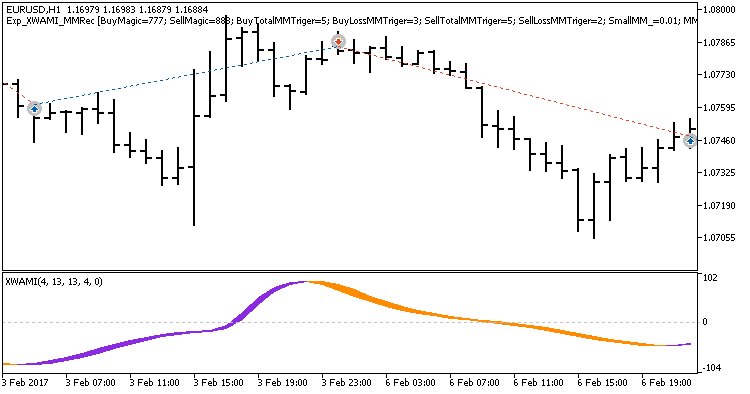 EURUSD,H1 1.16979 1.16983 1.16879 1.16884
Exp_XWAMI_MMRec [BuyMagic=777; SellMagic=888; BuyTotalMMTriger=5; BuyLossMMTriger=3; SellTotalMMTriger=5; SellLossMMTriger=2; SmallMM_=0.01; MM
1.08000
1.07865
1.07730
1.07595
1.07460
1.07325
1.07190
1.07055
XWAMI(4, 13, 13, 4, 0)
102
0
-104
3 Feb 2017 3 Feb 07:00 3 Feb 11:00 3 Feb 15:00 3 Feb 19:00 3 Feb 23:00 6 Feb 03:00 6 Feb 07:00 6 Feb 11:00 6 Feb 15:00 6 Feb 19:00